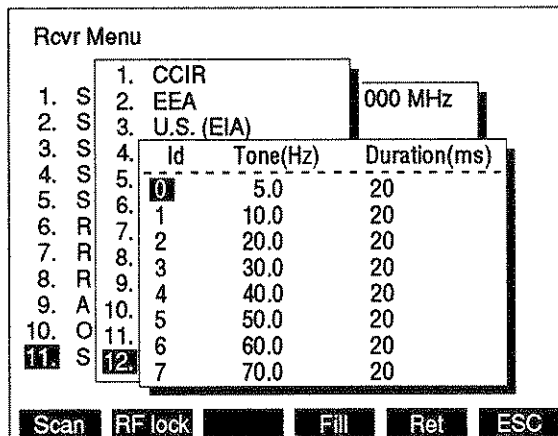 Rcvr Menu
1. S
2. S
3. S
4. S
5. S
6. R
7. R
8. R
9. A
10. O
11. S
1. CCIR
2. EEA
3. U.S. (EIA)
4.
5.
6.
7.
8.
9.
10.
11.
12.
000 MHz
Id Tone(Hz) Duration(ms)
0 5.0 20
1 10.0 20
2 20.0 20
3 30.0 20
4 40.0 20
5 50.0 20
6 60.0 20
7 70.0 20
Scan RF lock Fill Ret ESC